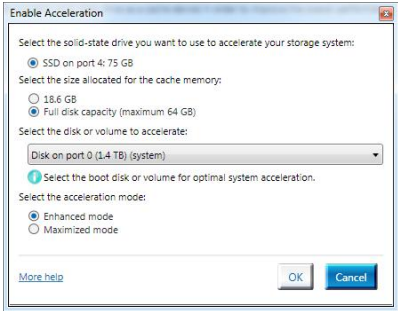 Enable Acceleration
Select the solid-state drive you want to use to accelerate your storage system:
SSD on port 4: 75 GB
Select the size allocated for the cache memory:
18.6 GB
Full disk capacity (maximum 64 GB)
Select the disk or volume to accelerate:
Disk on port 0 (1.4 TB) (system)
Select the boot disk or volume for optimal system acceleration.
Select the acceleration mode:
Enhanced mode
Maximized mode
More help
OK
Cancel